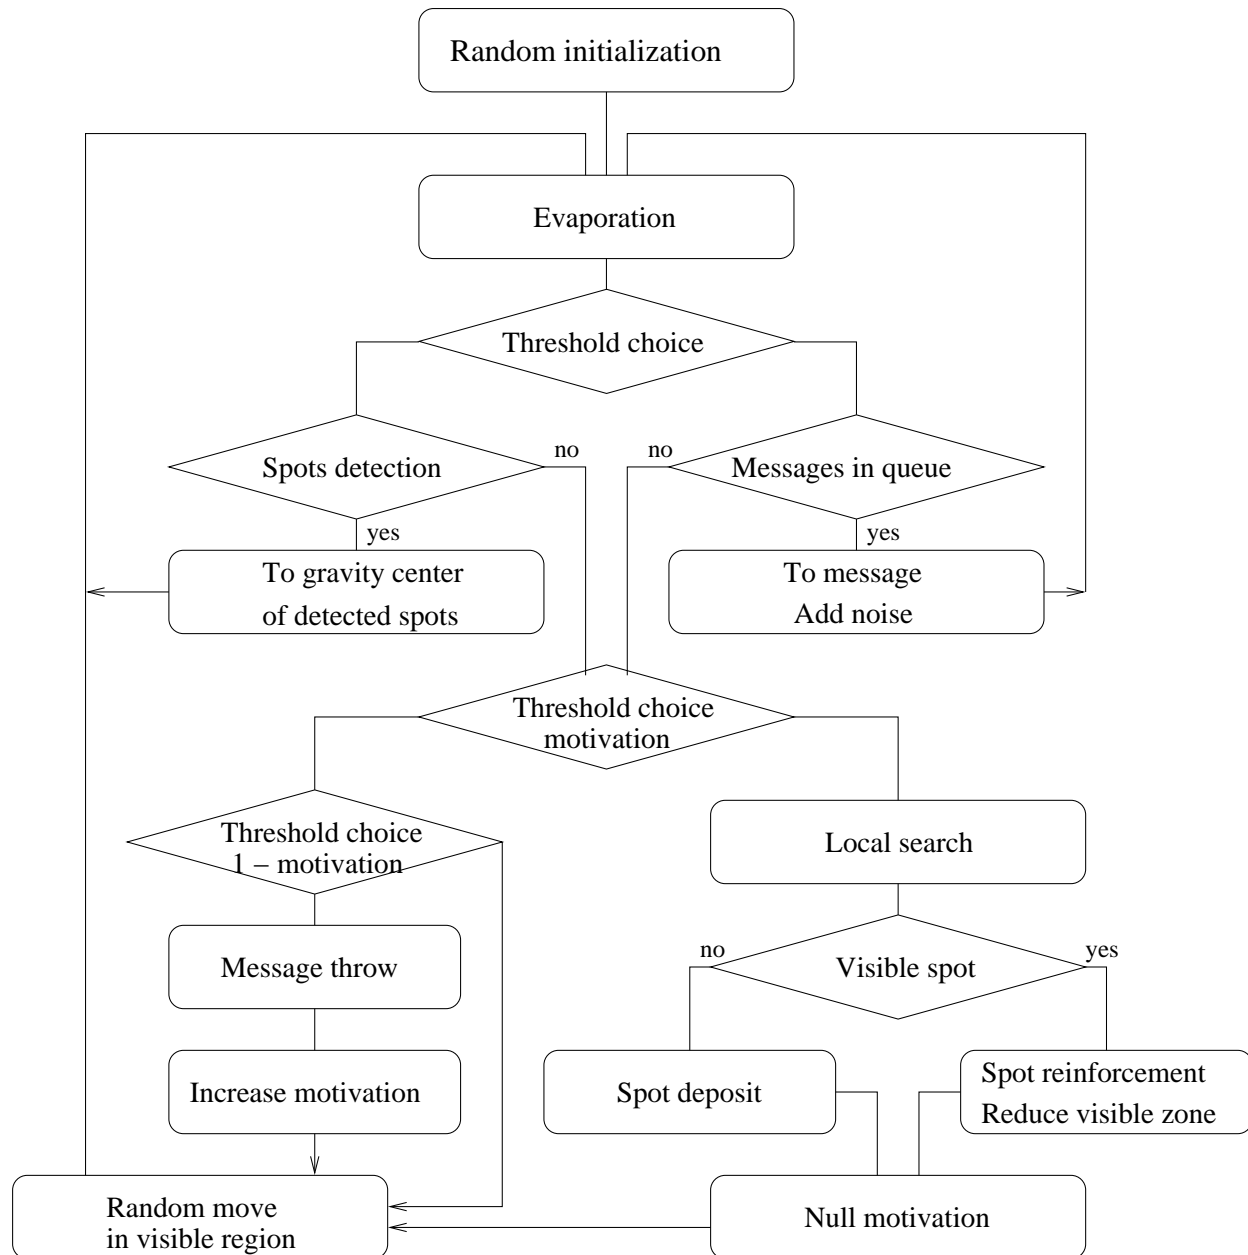 Random initialization
Evaporation
Threshold choice
Spots detection
no
no
Messages in queue
yes
yes
To gravity center
of detected spots
To message
Add noise
Threshold choice
motivation
Threshold choice
1 – motivation
Local search
Message throw
no
Visible spot
yes
Increase motivation
Spot deposit
Spot reinforcement
Reduce visible zone
Random move
in visible region
Null motivation